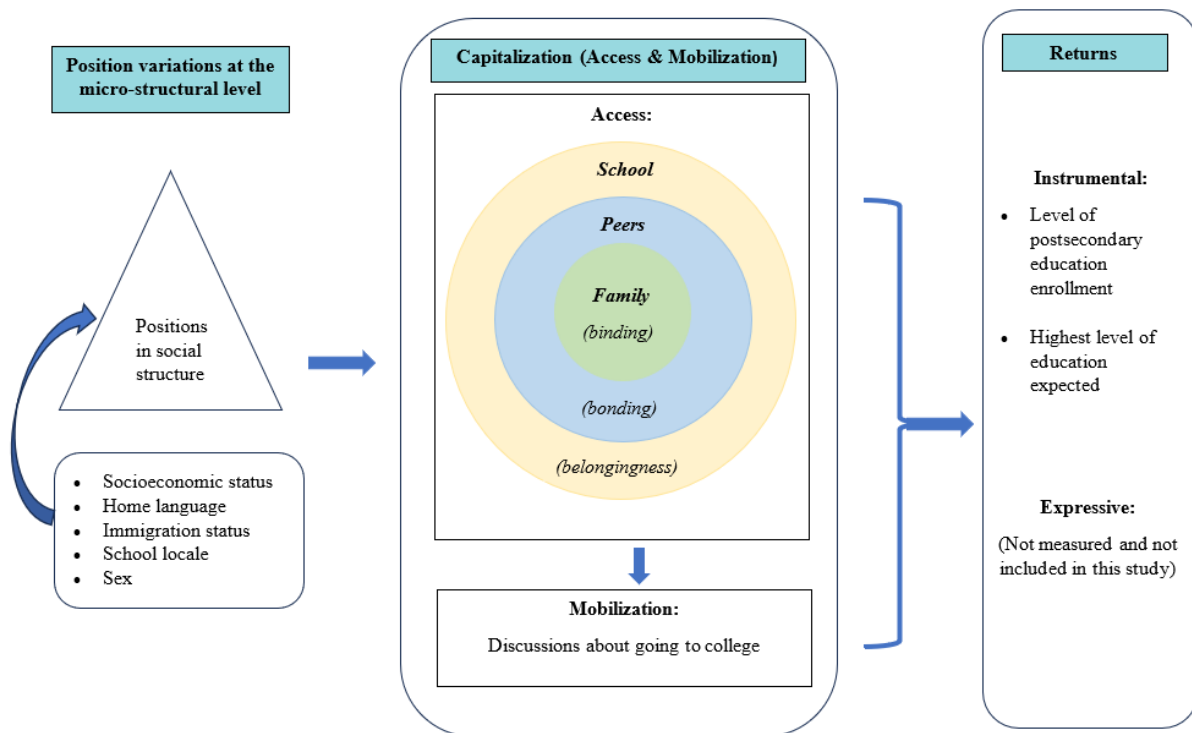 Position variations at the
micro-structural level
Positions
in social
structure
• Socioeconomic status
• Home language
• Immigration status
• School locale
• Sex
Capitalization (Access & Mobilization)
Access:
School
Peers
Family
(binding)
(bonding)
(belongingness)
Mobilization:
Discussions about going to college
Returns
Instrumental:
• Level of
postsecondary
education
enrollment
• Highest level of
education
expected
Expressive:
(Not measured and not
included in this study)